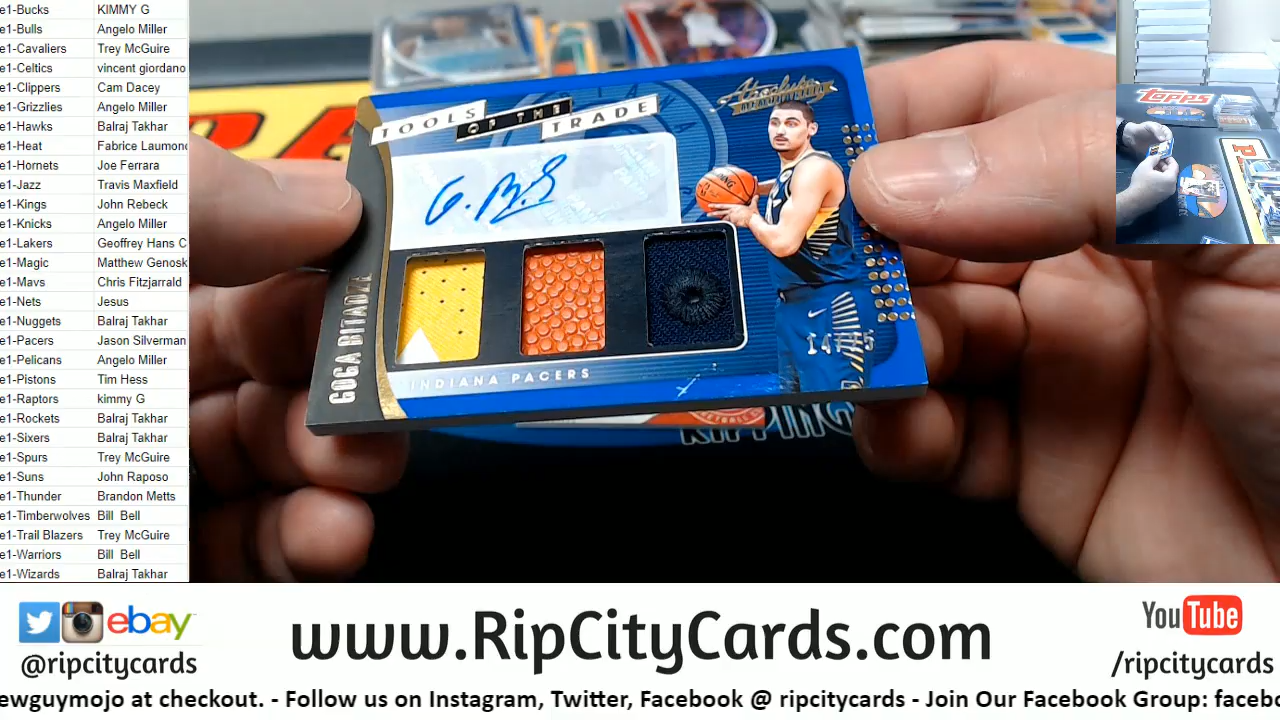 e1-Bucks KIMMY G
e1-Bulls Angelo Miller
e1-Cavaliers Trey McGuire
e1-Celtics vincent giordano
e1-Clippers Cam Dacey
e1-Grizzlies Angelo Miller
e1-Hawks Balraj Takhar
e1-Heat Fabrice Laumond
e1-Hornets Joe Ferrara
e1-Jazz Travis Maxfield
e1-Kings John Rebeck
e1-Knicks Angelo Miller
e1-Lakers Geoffrey Hans C
e1-Magic Matthew Genosk
e1-Mavs Chris Fitzjarrald
e1-Nets Jesus
e1-Nuggets Balraj Takhar
e1-Pacers Jason Silverman
e1-Pelicans Angelo Miller
e1-Pistons Tim Hess
e1-Raptors kimmy G
e1-Rockets Balraj Takhar
e1-Sixers Balraj Takhar
e1-Spurs Trey McGuire
e1-Suns John Raposo
e1-Thunder Brandon Metts
e1-Timberwolves Bill Bell
e1-Trail Blazers Trey McGuire
e1-Warriors Bill Bell
e1-Wizards Balraj Takhar
TOOLS OF THE TRADE
Absolute
MEMORABILIA
SPALDING
GOGA BITADZE
INDIANA PACERS
14/25
RIPPING
topps
ebay
@ripcitycards
www.RipCityCards.com
YouTube
/ripcitycards
ewguymojo at checkout. - Follow us on Instagram, Twitter, Facebook @ ripcitycards - Join Our Facebook Group: facebo